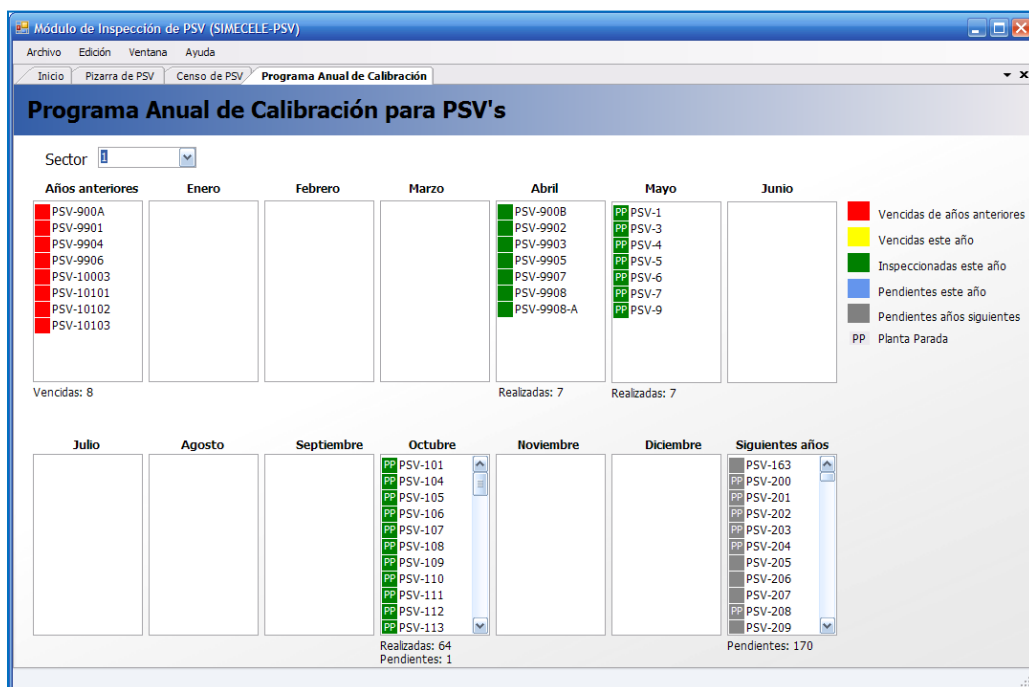 Módulo de Inspección de PSV (SIMECELE-PSV)
Archivo Edición Ventana Ayuda
Inicio Pizarra de PSV Censo de PSV Programa Anual de Calibración
Programa Anual de Calibración para PSV's
Sector 1
Años anteriores Enero Febrero Marzo Abril Mayo Junio
PSV-900A
PSV-9901
PSV-9904
PSV-9906
PSV-10003
PSV-10101
PSV-10102
PSV-10103
Vencidas: 8
PSV-900B
PSV-9902
PSV-9903
PSV-9905
PSV-9907
PSV-9908
PSV-9908-A
Realizadas: 7
PP PSV-1
PP PSV-3
PP PSV-4
PP PSV-5
PP PSV-6
PP PSV-7
PP PSV-9
Realizadas: 7
Vencidas de años anteriores
Vencidas este año
Inspeccionadas este año
Pendientes este año
Pendientes años siguientes
PP Planta Parada
Julio Agosto Septiembre Octubre Noviembre Diciembre Siguientes años
PP PSV-101
PP PSV-104
PP PSV-105
PP PSV-106
PP PSV-107
PP PSV-108
PP PSV-109
PP PSV-110
PP PSV-111
PP PSV-112
PP PSV-113
Realizadas: 64
Pendientes: 1
PSV-163
PP PSV-200
PP PSV-201
PP PSV-202
PP PSV-203
PP PSV-204
PSV-205
PSV-206
PSV-207
PP PSV-208
PSV-209
Pendientes: 170